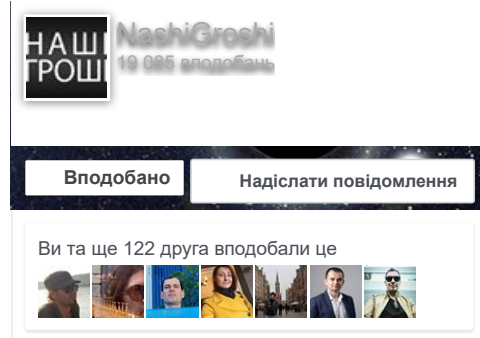 НАШІ
ГРОШІ
NashiGroshi
19 085 вподобань
Вподобано
Надіслати повідомлення
Ви та ще 122 друга вподобали це